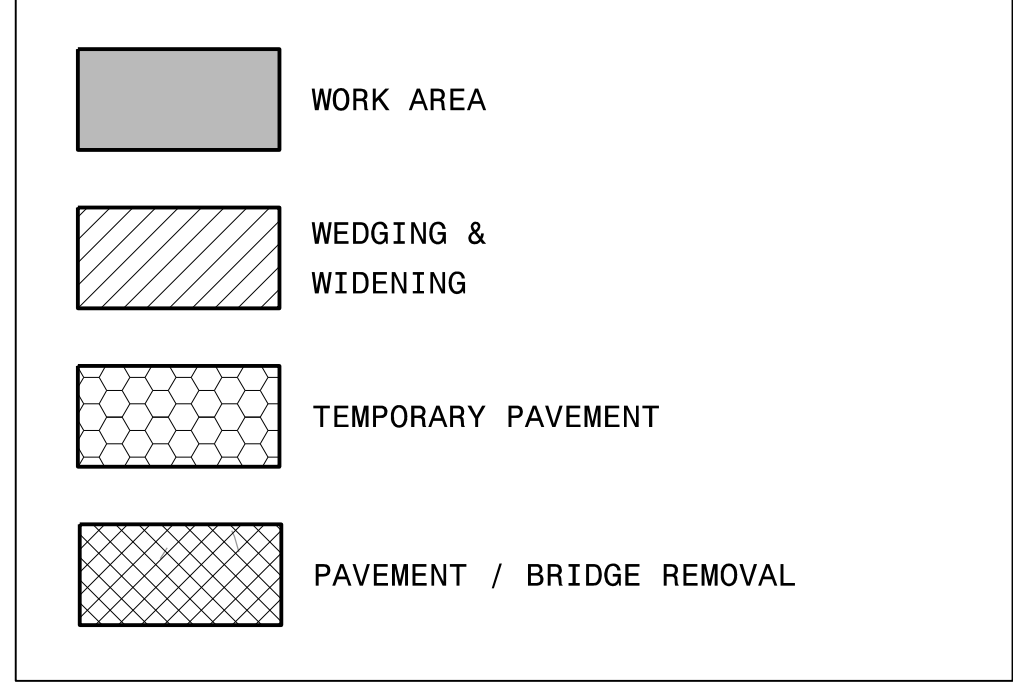 WORK AREA
WEDGING &
WIDENING
TEMPORARY PAVEMENT
PAVEMENT / BRIDGE REMOVAL